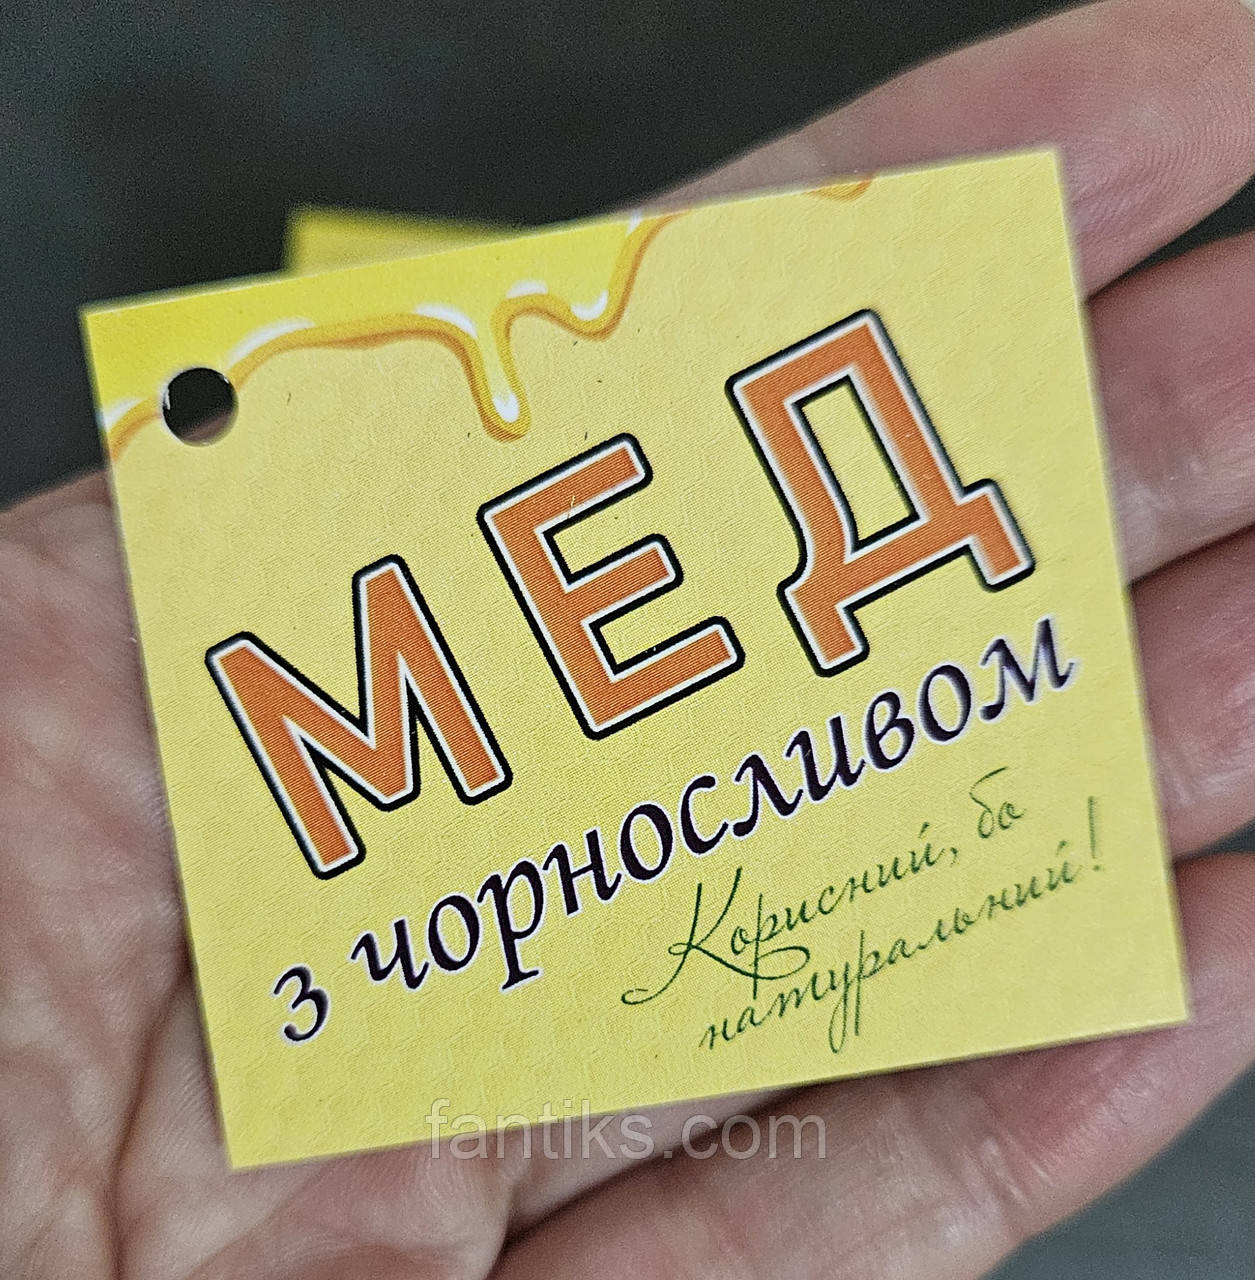 МЕД
з чорносливом
Корисний, бо
натуральний!
fantiks.com